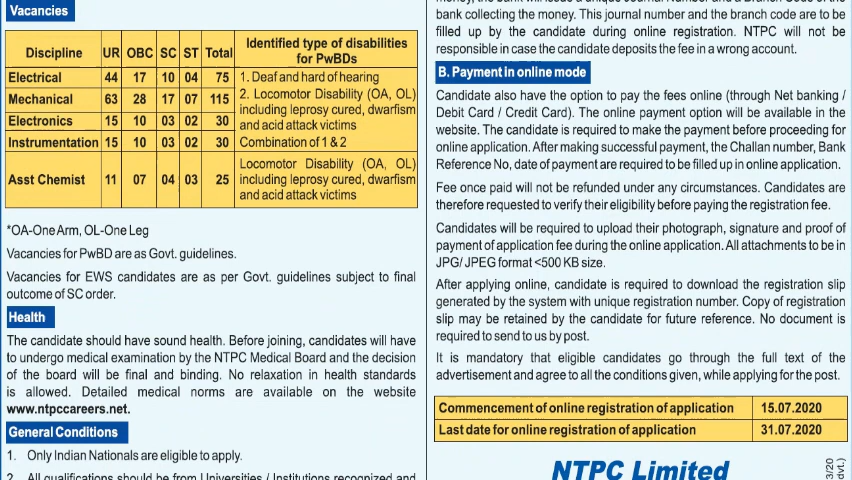 Vacancies
Discipline UR OBC SC ST Total Identified type of disabilities for PwBDs
Electrical 44 17 10 04 75 1. Deaf and hard of hearing
Mechanical 63 28 17 07 115 2. Locomotor Disability (OA, OL)
including leprosy cured, dwarfism
Electronics 15 10 03 02 30 and acid attack victims
Instrumentation 15 10 03 02 30 Combination of 1 & 2
Asst Chemist 11 07 04 03 25 Locomotor Disability (OA, OL)
including leprosy cured, dwarfism
and acid attack victims
*OA-One Arm, OL-One Leg
Vacancies for PwBD are as Govt. guidelines.
Vacancies for EWS candidates are as per Govt. guidelines subject to final
outcome of SC order.
Health
The candidate should have sound health. Before joining, candidates will have
to undergo medical examination by the NTPC Medical Board and the decision
of the board will be final and binding. No relaxation in health standards
is allowed. Detailed medical norms are available on the website
www.ntpccareers.net.
General Conditions
1. Only Indian Nationals are eligible to apply.
2. All qualifications should be from Universities / Institutions recognized and
bank collecting the money. This journal number and the branch code are to be
filled up by the candidate during online registration. NTPC will not be
responsible in case the candidate deposits the fee in a wrong account.
B. Payment in online mode
Candidate also have the option to pay the fees online (through Net banking /
Debit Card / Credit Card). The online payment option will be available in the
website. The candidate is required to make the payment before proceeding for
online application. After making successful payment, the Challan number, Bank
Reference No, date of payment are required to be filled up in online application.
Fee once paid will not be refunded under any circumstances. Candidates are
therefore requested to verify their eligibility before paying the registration fee.
Candidates will be required to upload their photograph, signature and proof of
payment of application fee during the online application. All attachments to be in
JPG/ JPEG format <500 KB size.
After applying online, candidate is required to download the registration slip
generated by the system with unique registration number. Copy of registration
slip may be retained by the candidate for future reference. No document is
required to send to us by post.
It is mandatory that eligible candidates go through the full text of the
advertisement and agree to all the conditions given, while applying for the post.
Commencement of online registration of application 15.07.2020
Last date for online registration of application 31.07.2020
NTPC Limited
3/20
dvt.)